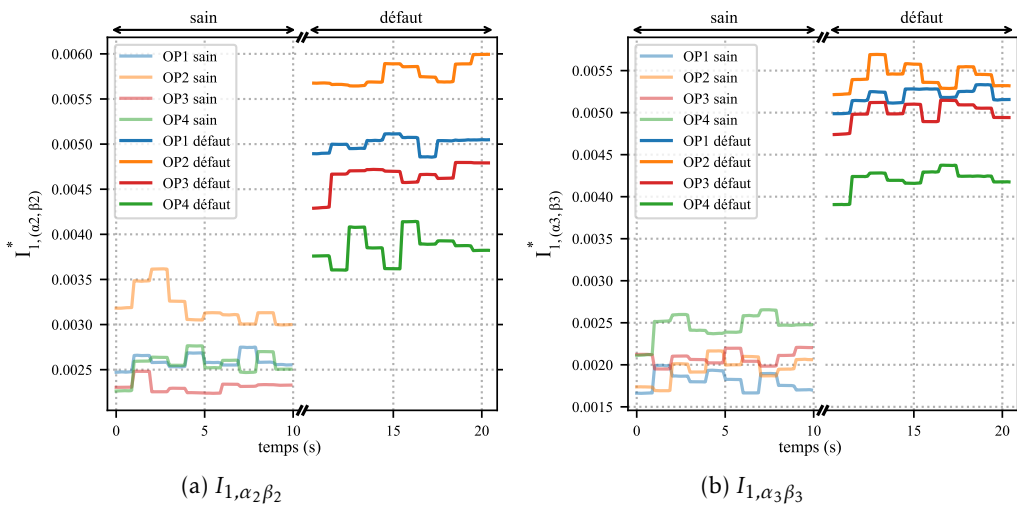 sain
défaut
0.0060
0.0055
0.0050
0.0045
0.0040
0.0035
0.0030
0.0025
I*1, (α2, β2)
OP1 sain
OP2 sain
OP3 sain
OP4 sain
OP1 défaut
OP2 défaut
OP3 défaut
OP4 défaut
0 5 10 15 20
temps (s)
(a) I1,α2β2
sain
défaut
0.0055
0.0050
0.0045
0.0040
0.0035
0.0030
0.0025
0.0020
0.0015
I*1, (α3, β3)
OP1 sain
OP2 sain
OP3 sain
OP4 sain
OP1 défaut
OP2 défaut
OP3 défaut
OP4 défaut
0 5 10 15 20
temps (s)
(b) I1,α3β3